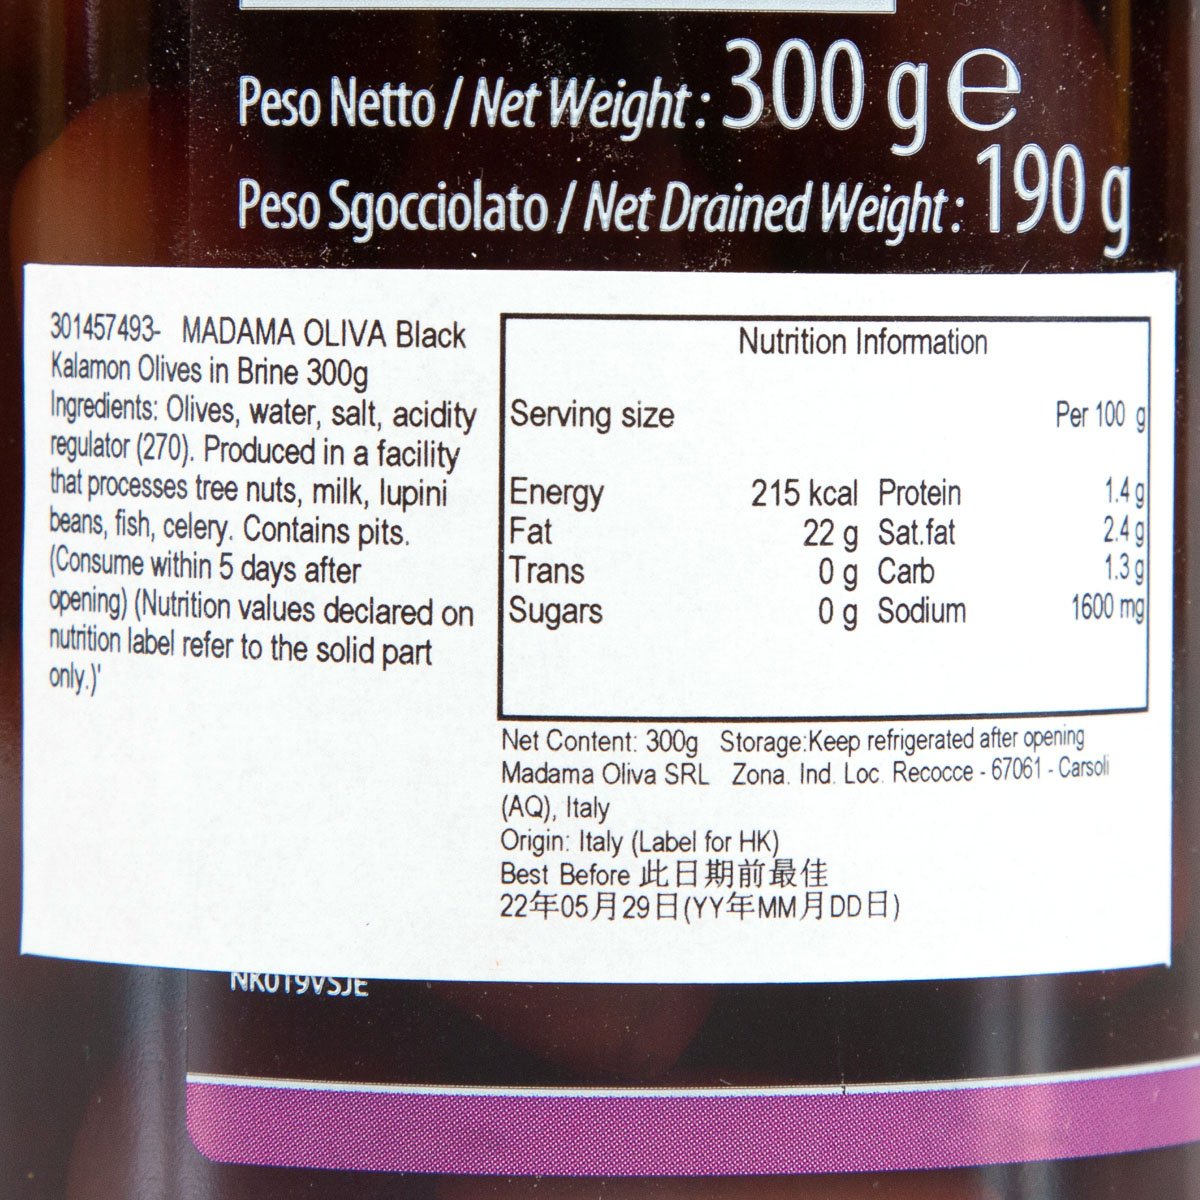 Peso Netto / Net Weight : 300 g e
Peso Sgocciolato / Net Drained Weight : 190 g
301457493- MADAMA OLIVA Black
Kalamon Olives in Brine 300g
Ingredients: Olives, water, salt, acidity
regulator (270). Produced in a facility
that processes tree nuts, milk, lupini
beans, fish, celery. Contains pits.
(Consume within 5 days after
opening) (Nutrition values declared on
nutrition label refer to the solid part
only.)'
Nutrition Information
Serving size Per 100 g
Energy 215 kcal Protein 1.4 g
Fat 22 g Sat.fat 2.4 g
Trans 0 g Carb 1.3 g
Sugars 0 g Sodium 1600 mg
Net Content: 300g Storage:Keep refrigerated after opening
Madama Oliva SRL Zona. Ind. Loc. Recocce - 67061 - Carsoli
(AQ), Italy
Origin: Italy (Label for HK)
Best Before 此日期前最佳
22年05月29日(YY年MM月DD日)
NK019VSJE